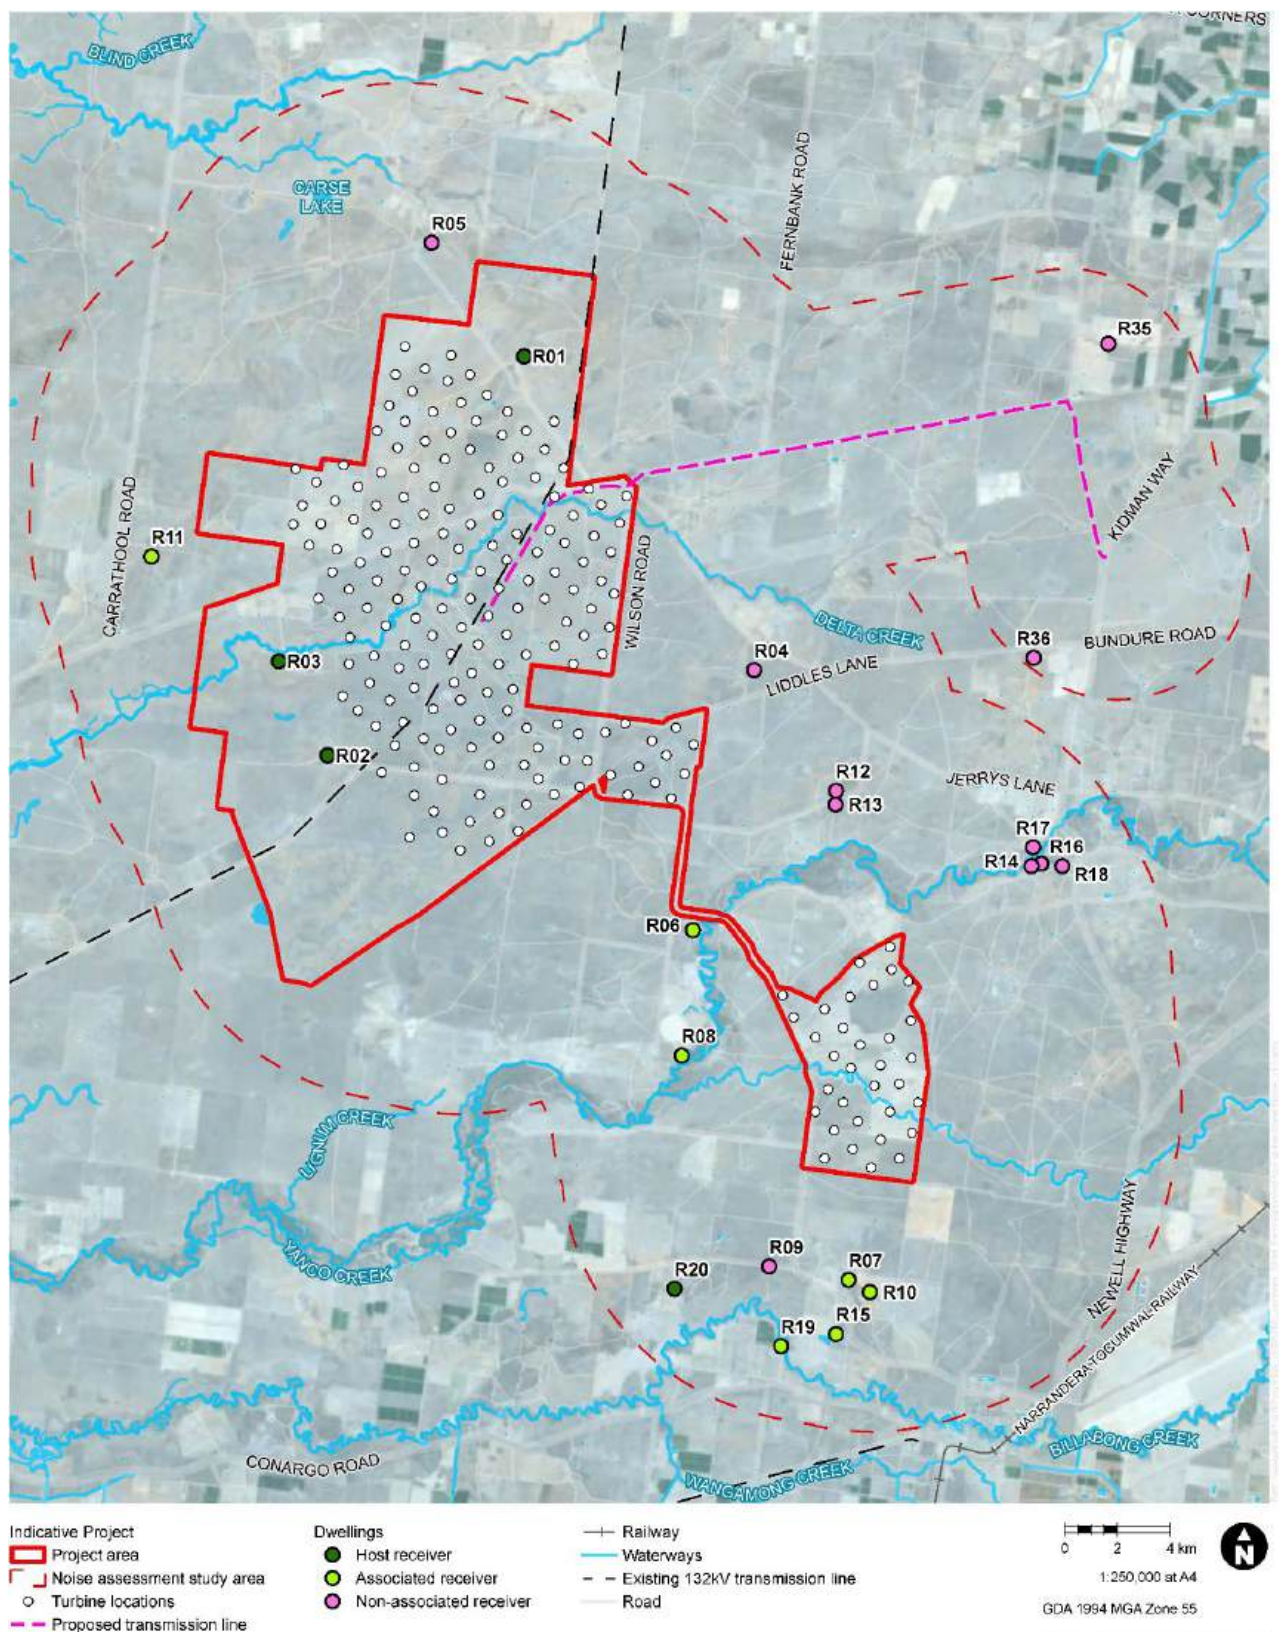 CORNERS
BLIND CREEK
CARSE
LAKE
FERNBANK ROAD
R05
R35
R01
CARRATHOOL ROAD
R11
KIDMAN WAY
WILSON ROAD
DELTA CREEK
R03
R04
LIDDLES LANE
R36
BUNDURE ROAD
R02
R12
R13
JERRYS LANE
R17
R14
R16
R18
R06
R08
LIGNUM CREEK
YANCO CREEK
R09
R07
R20
R10
R15
R19
NEWELL HIGHWAY
NARRANDERA TOCUMWAL RAILWAY
BILLABONG CREEK
CONARGO ROAD
WANGAMONG CREEK
Indicative Project
Project area
Noise assessment study area
Turbine locations
Proposed transmission line
Dwellings
Host receiver
Associated receiver
Non-associated receiver
Railway
Waterways
Existing 132kV transmission line
Road
0 2 4 km
N
1:250,000 at A4
GDA 1994 MGA Zone 55